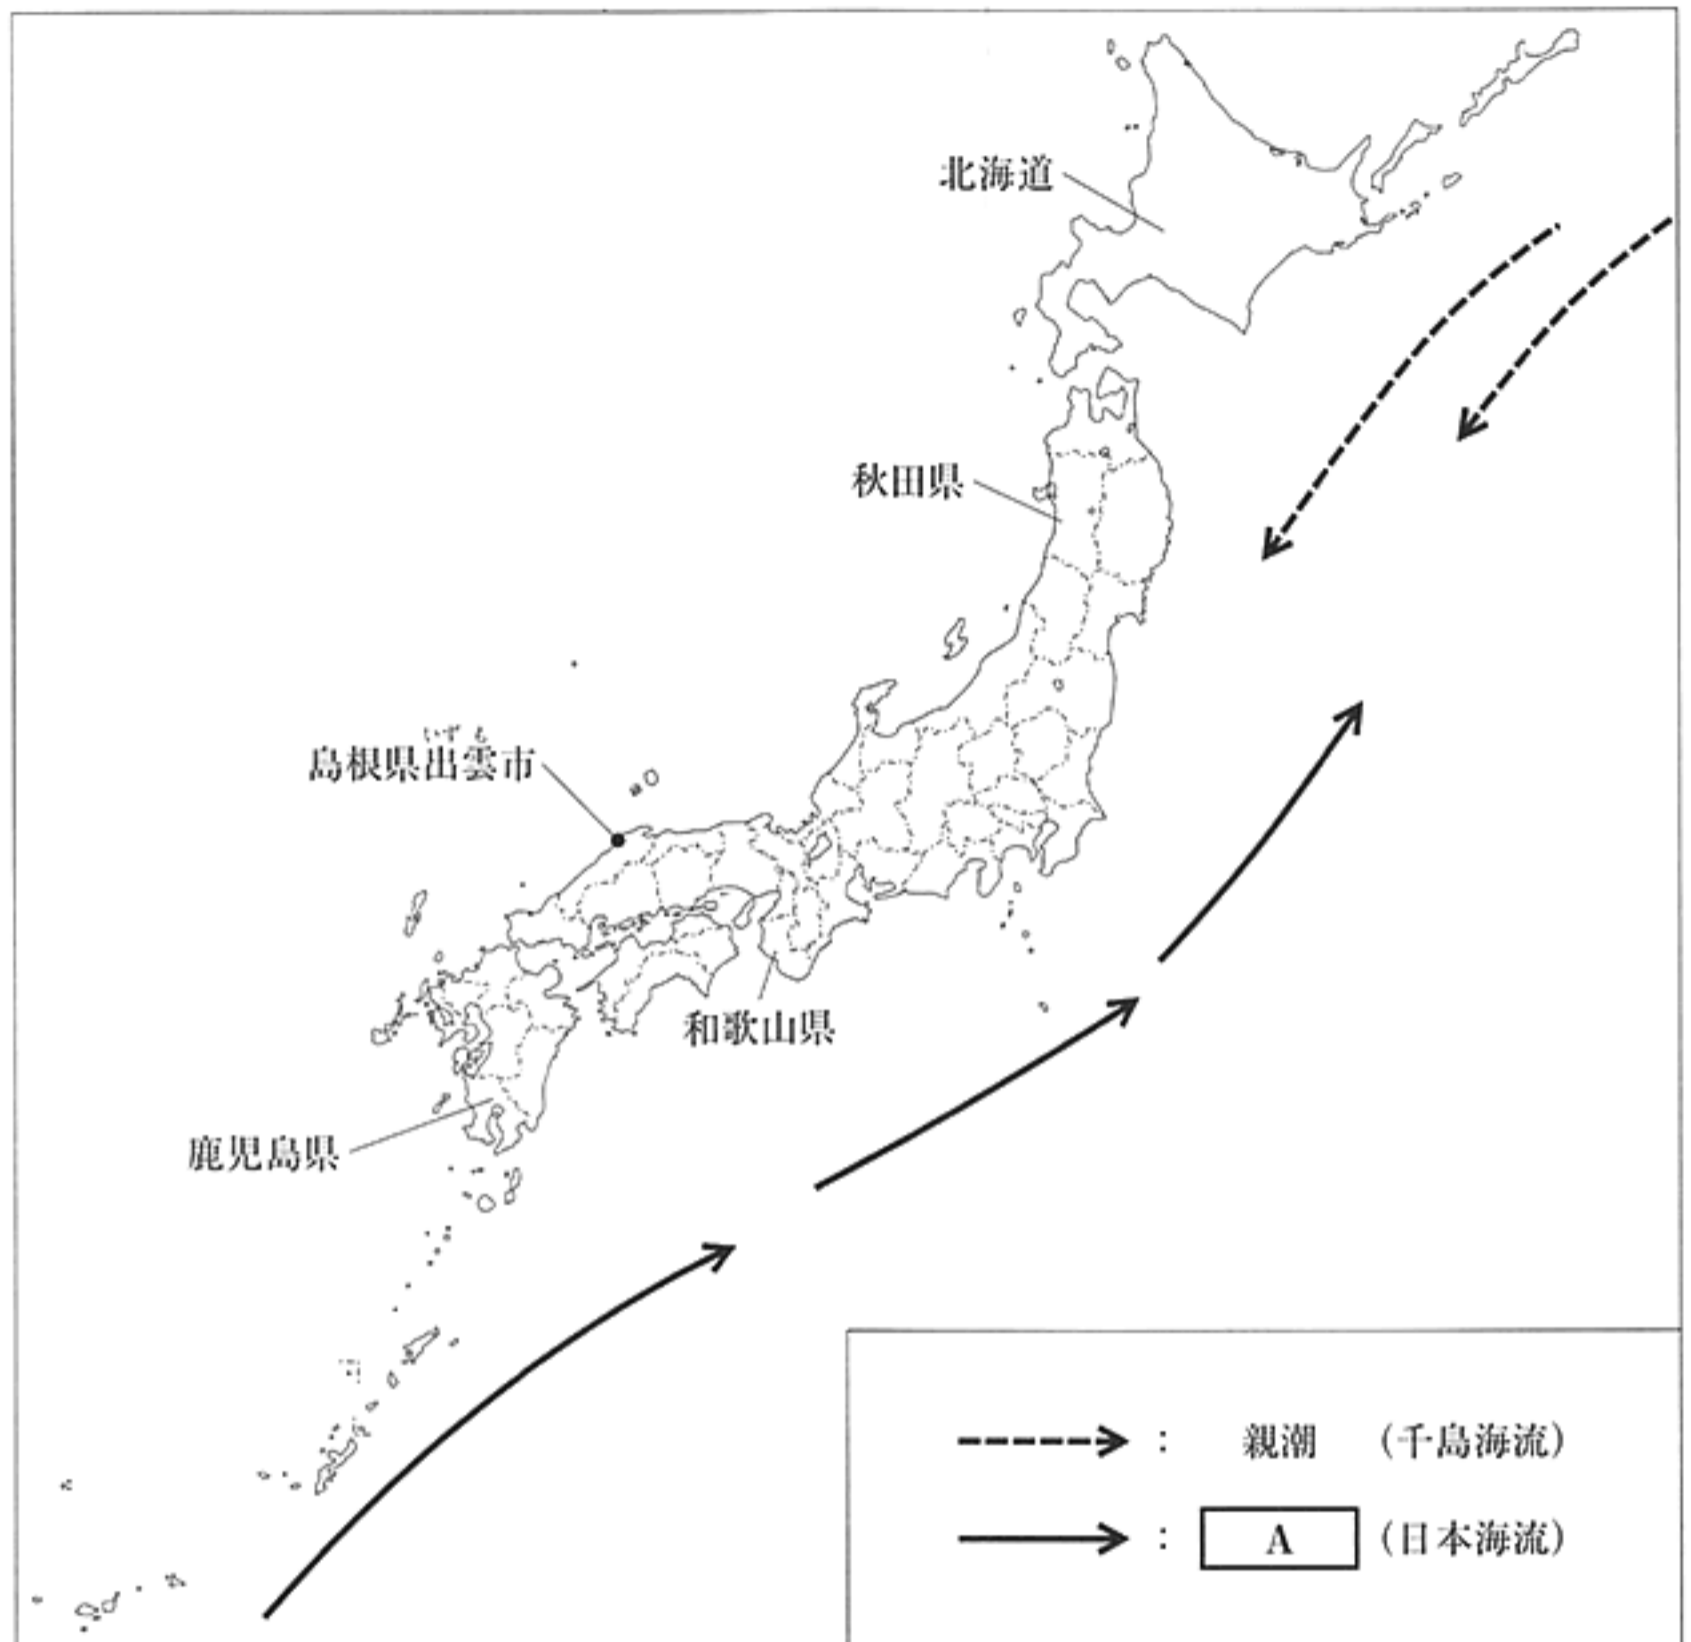 北海道
秋田県
いずも
島根県出雲市
和歌山県
鹿児島県
： 親潮 （千島海流）
： A （日本海流）